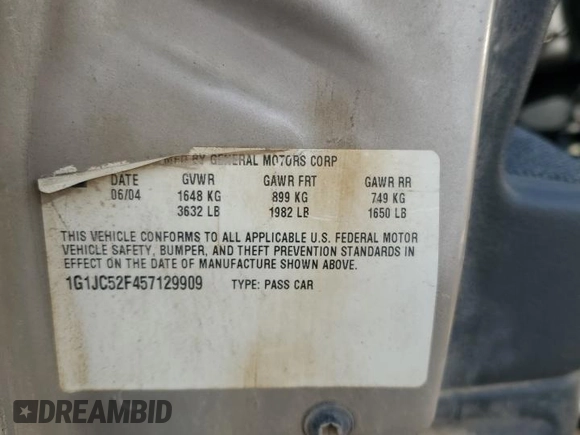 BY GENERAL MOTORS CORP
DATE GVWR GAWR FRT GAWR RR
06/04 1648 KG 899 KG 749 KG
3632 LB 1982 LB 1650 LB
THIS VEHICLE CONFORMS TO ALL APPLICABLE U.S. FEDERAL MOTOR
VEHICLE SAFETY, BUMPER, AND THEFT PREVENTION STANDARDS IN
EFFECT ON THE DATE OF MANUFACTURE SHOWN ABOVE.
1G1JC52F457129909 TYPE: PASS CAR
DREAMBID